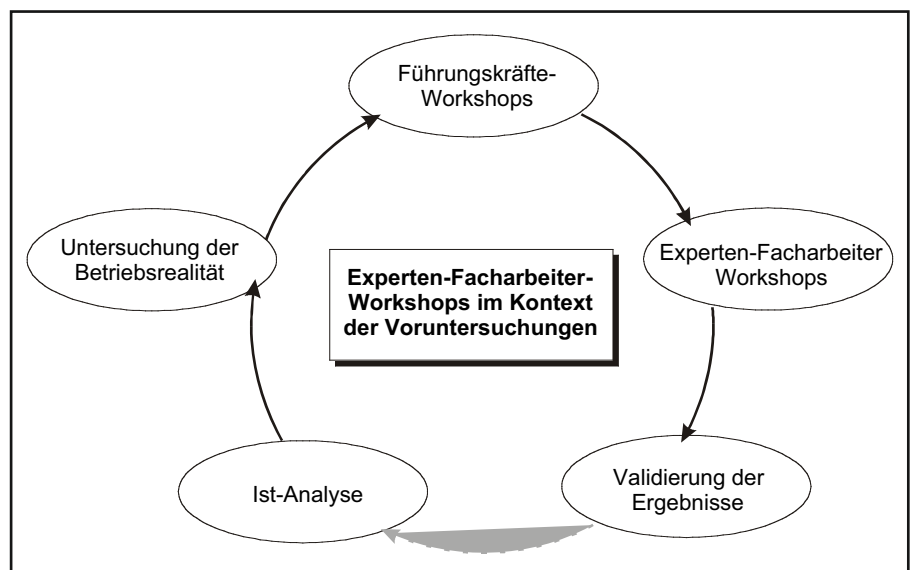 Führungskräfte-
Workshops
Untersuchung der
Betriebsrealität
Experten-Facharbeiter
Workshops
Experten-Facharbeiter-
Workshops im Kontext
der Voruntersuchungen
Ist-Analyse
Validierung der
Ergebnisse